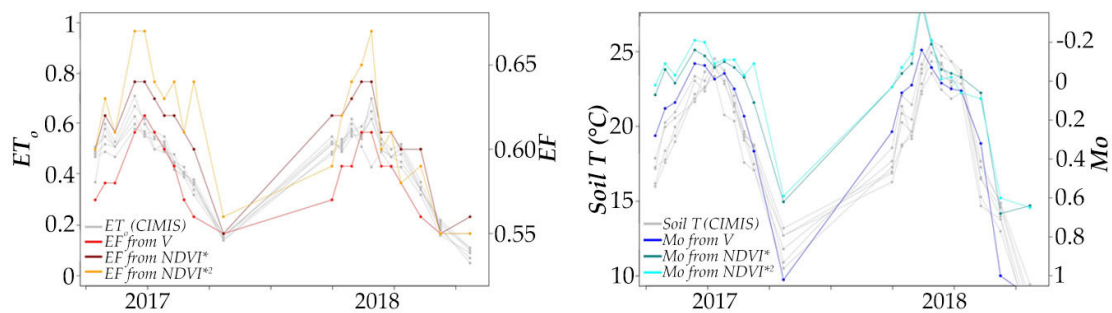 1
0.8
0.6
0.4
0.2
0
ETo
0.65
0.60
0.55
EF
ETo (CIMIS)
EF from V
EF from NDVI*
EF from NDVI*2
2017
2018
25
20
15
10
Soil T (°C)
-0.2
0
0.2
0.4
0.6
0.8
1
Mo
Soil T (CIMIS)
Mo from V
Mo from NDVI*
Mo from NDVI*2
2017
2018